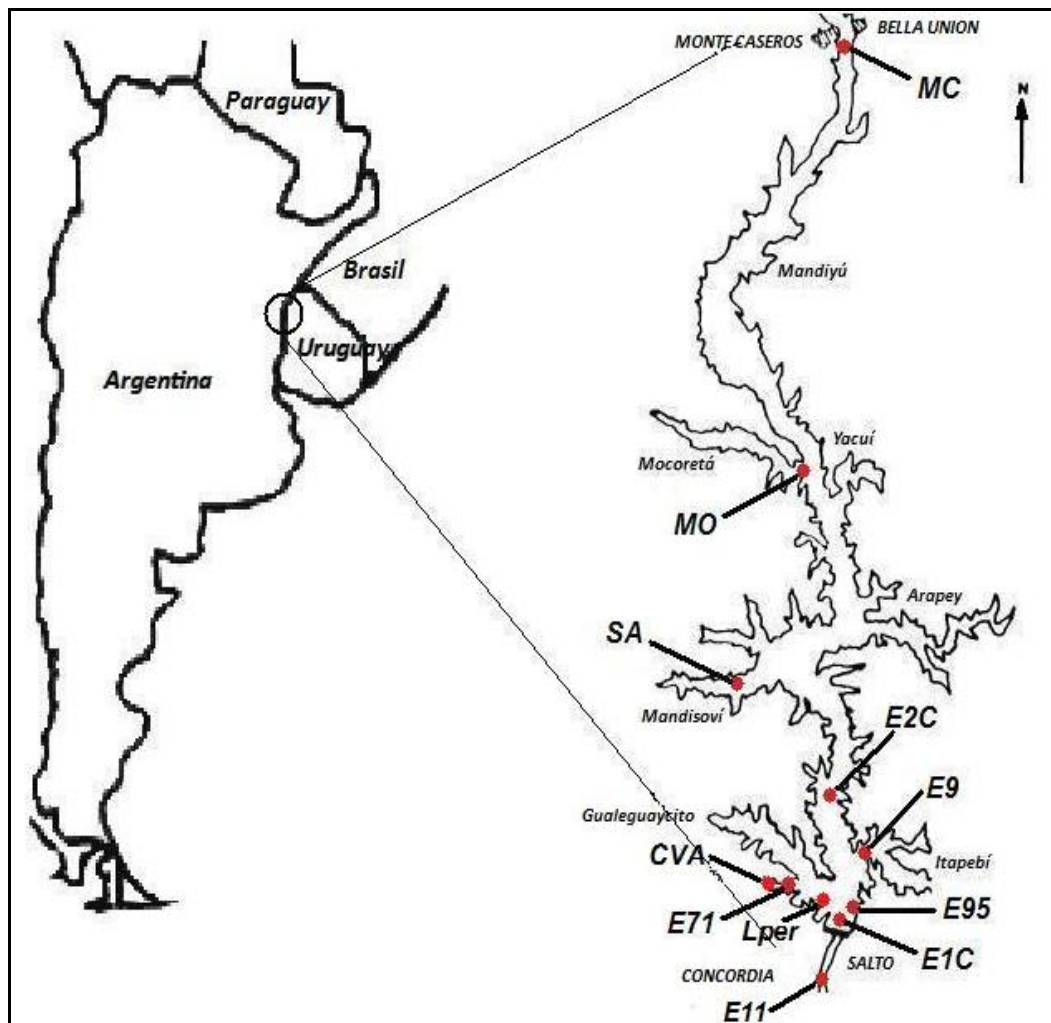 Paraguay
Brasil
Uruguay
Argentina
BELLA UNION
MONTE CASEROS
MC
N
Mandiyú
Yacuí
Mocoretá
MO
Arapey
SA
Mandisoví
E2C
E9
Gualeguaycito
CVA
Itapebí
E71
Lper
E95
E1C
SALTO
CONCORDIA
E11